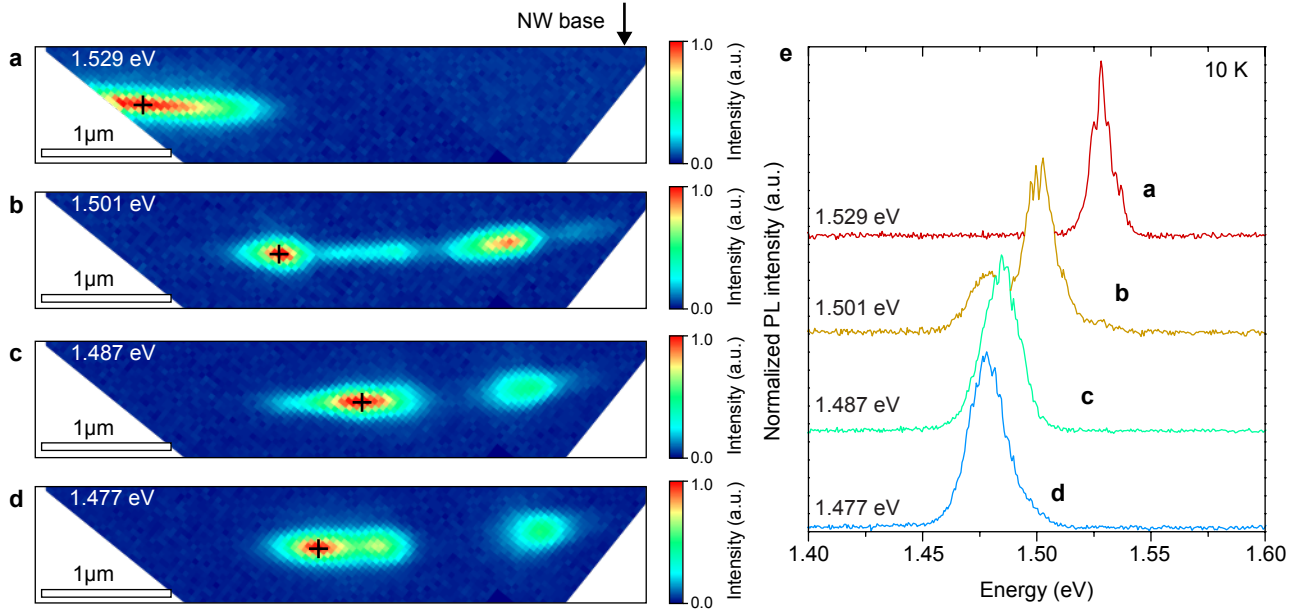 NW base
a
1.529 eV
1μm
1.0
0.0
Intensity (a.u.)
b
1.501 eV
1μm
1.0
0.0
Intensity (a.u.)
c
1.487 eV
1μm
1.0
0.0
Intensity (a.u.)
d
1.477 eV
1μm
1.0
0.0
Intensity (a.u.)
e
10 K
a
1.529 eV
b
1.501 eV
c
1.487 eV
d
1.477 eV
Normalized PL intensity (a.u.)
1.40 1.45 1.50 1.55 1.60
Energy (eV)